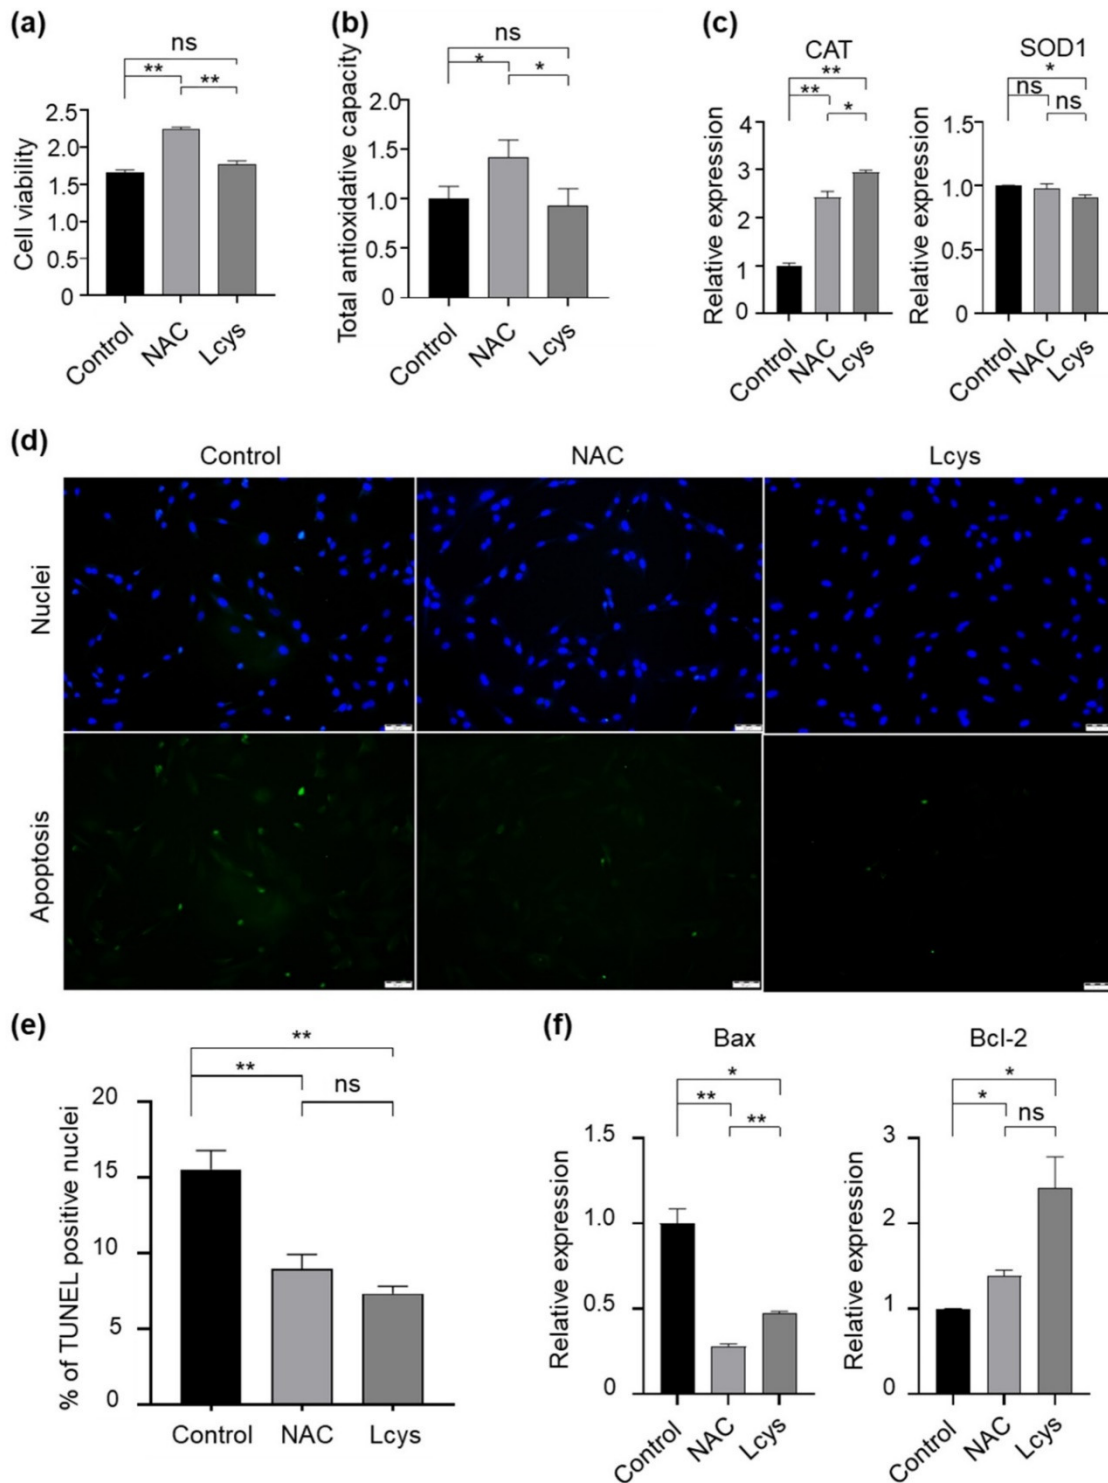 (a)
ns
**
**
Cell viability
2.5
2.0
1.5
1.0
0.5
0
Control
NAC
Lcys
(b)
ns
*
*
Total antioxidative capacity
2.0
1.5
1.0
0.5
0
Control
NAC
Lcys
(c)
CAT
**
**
*
Relative expression
4
3
2
1
0
Control
NAC
Lcys
SOD1
*
ns
ns
Relative expression
1.5
1.0
0.5
0
Control
NAC
Lcys
(d)
Control
NAC
Lcys
Nuclei
Apoptosis
(e)
**
**
ns
% of TUNEL positive nuclei
20
15
10
5
0
Control
NAC
Lcys
(f)
Bax
*
**
**
Relative expression
1.5
1.0
0.5
0
Control
NAC
Lcys
Bcl-2
*
*
ns
Relative expression
3
2
1
0
Control
NAC
Lcys